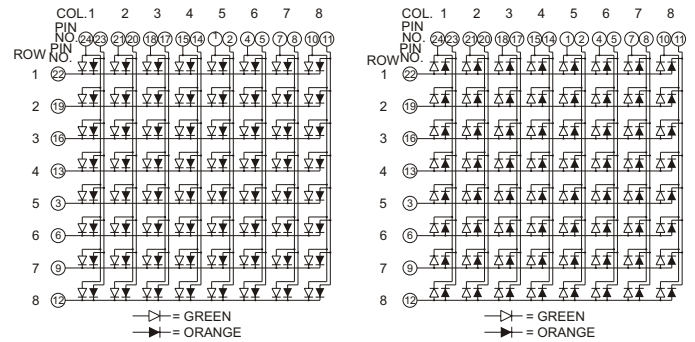 COL. 1 2 3 4 5 6 7 8
PIN NO. 24 23 21 20 18 17 15 14 1 2 4 5 7 8 10 11
ROW PIN NO.
1 22
2 19
3 16
4 13
5 3
6 6
7 9
8 12
= GREEN
= ORANGE
COL. 1 2 3 4 5 6 7 8
PIN NO. 24 23 21 20 18 17 15 14 1 2 4 5 7 8 10 11
ROW PIN NO.
1 22
2 19
3 16
4 13
5 3
6 6
7 9
8 12
= GREEN
= ORANGE